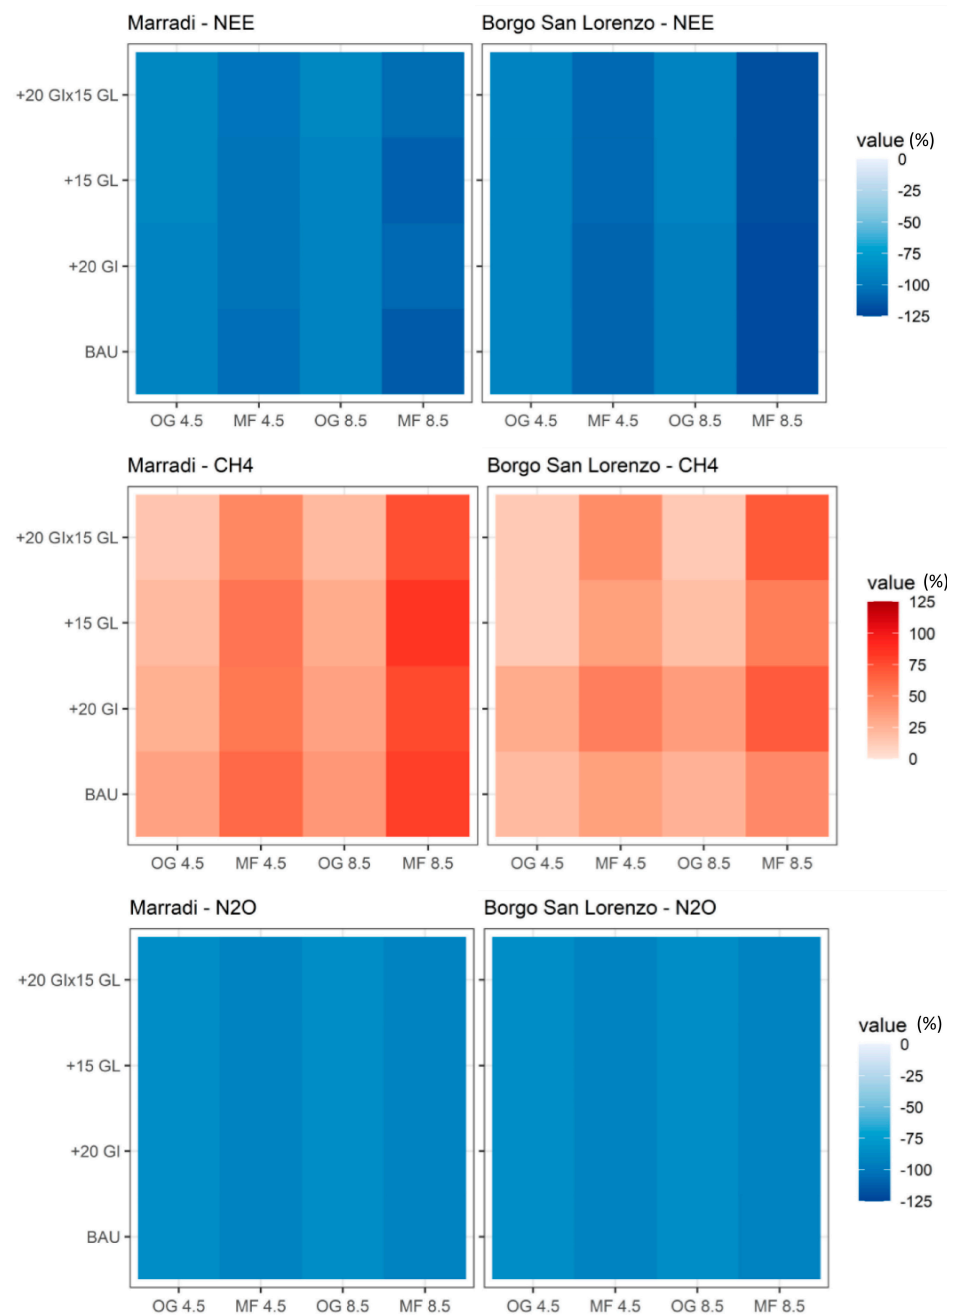 Marradi - NEE
Borgo San Lorenzo - NEE
+20 GIx15 GL
+15 GL
+20 GI
BAU
OG 4.5 MF 4.5 OG 8.5 MF 8.5
OG 4.5 MF 4.5 OG 8.5 MF 8.5
value (%)
0
-25
-50
-75
-100
-125
Marradi - CH4
Borgo San Lorenzo - CH4
+20 GIx15 GL
+15 GL
+20 GI
BAU
OG 4.5 MF 4.5 OG 8.5 MF 8.5
OG 4.5 MF 4.5 OG 8.5 MF 8.5
value (%)
125
100
75
50
25
0
Marradi - N2O
Borgo San Lorenzo - N2O
+20 GIx15 GL
+15 GL
+20 GI
BAU
OG 4.5 MF 4.5 OG 8.5 MF 8.5
OG 4.5 MF 4.5 OG 8.5 MF 8.5
value (%)
0
-25
-50
-75
-100
-125